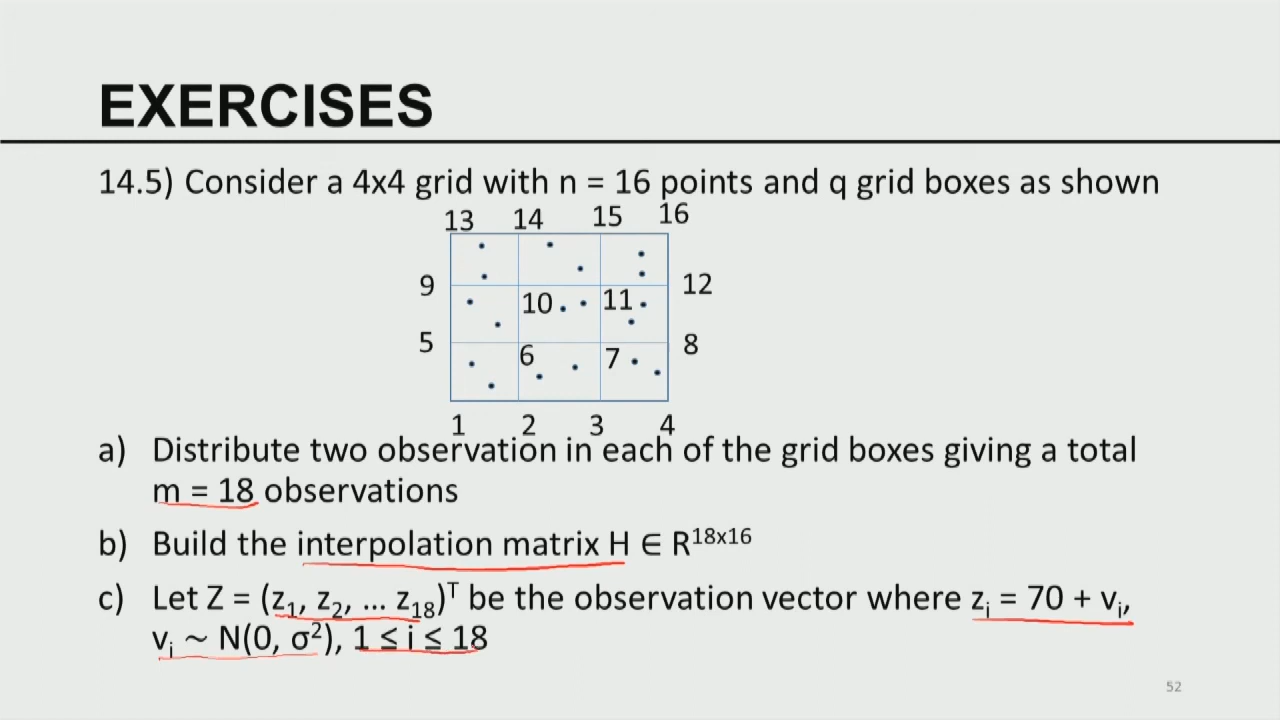 EXERCISES
14.5) Consider a 4x4 grid with n = 16 points and q grid boxes as shown
13 14 15 16
9 10 11 12
5 6 7 8
1 2 3 4
a) Distribute two observation in each of the grid boxes giving a total
m = 18 observations
b) Build the interpolation matrix H ∈ R¹⁸ˣ¹⁶
c) Let Z = (z₁, z₂, ... z₁₈)ᵀ be the observation vector where zᵢ = 70 + vᵢ,
vᵢ ~ N(0, σ²), 1 ≤ i ≤ 18
52